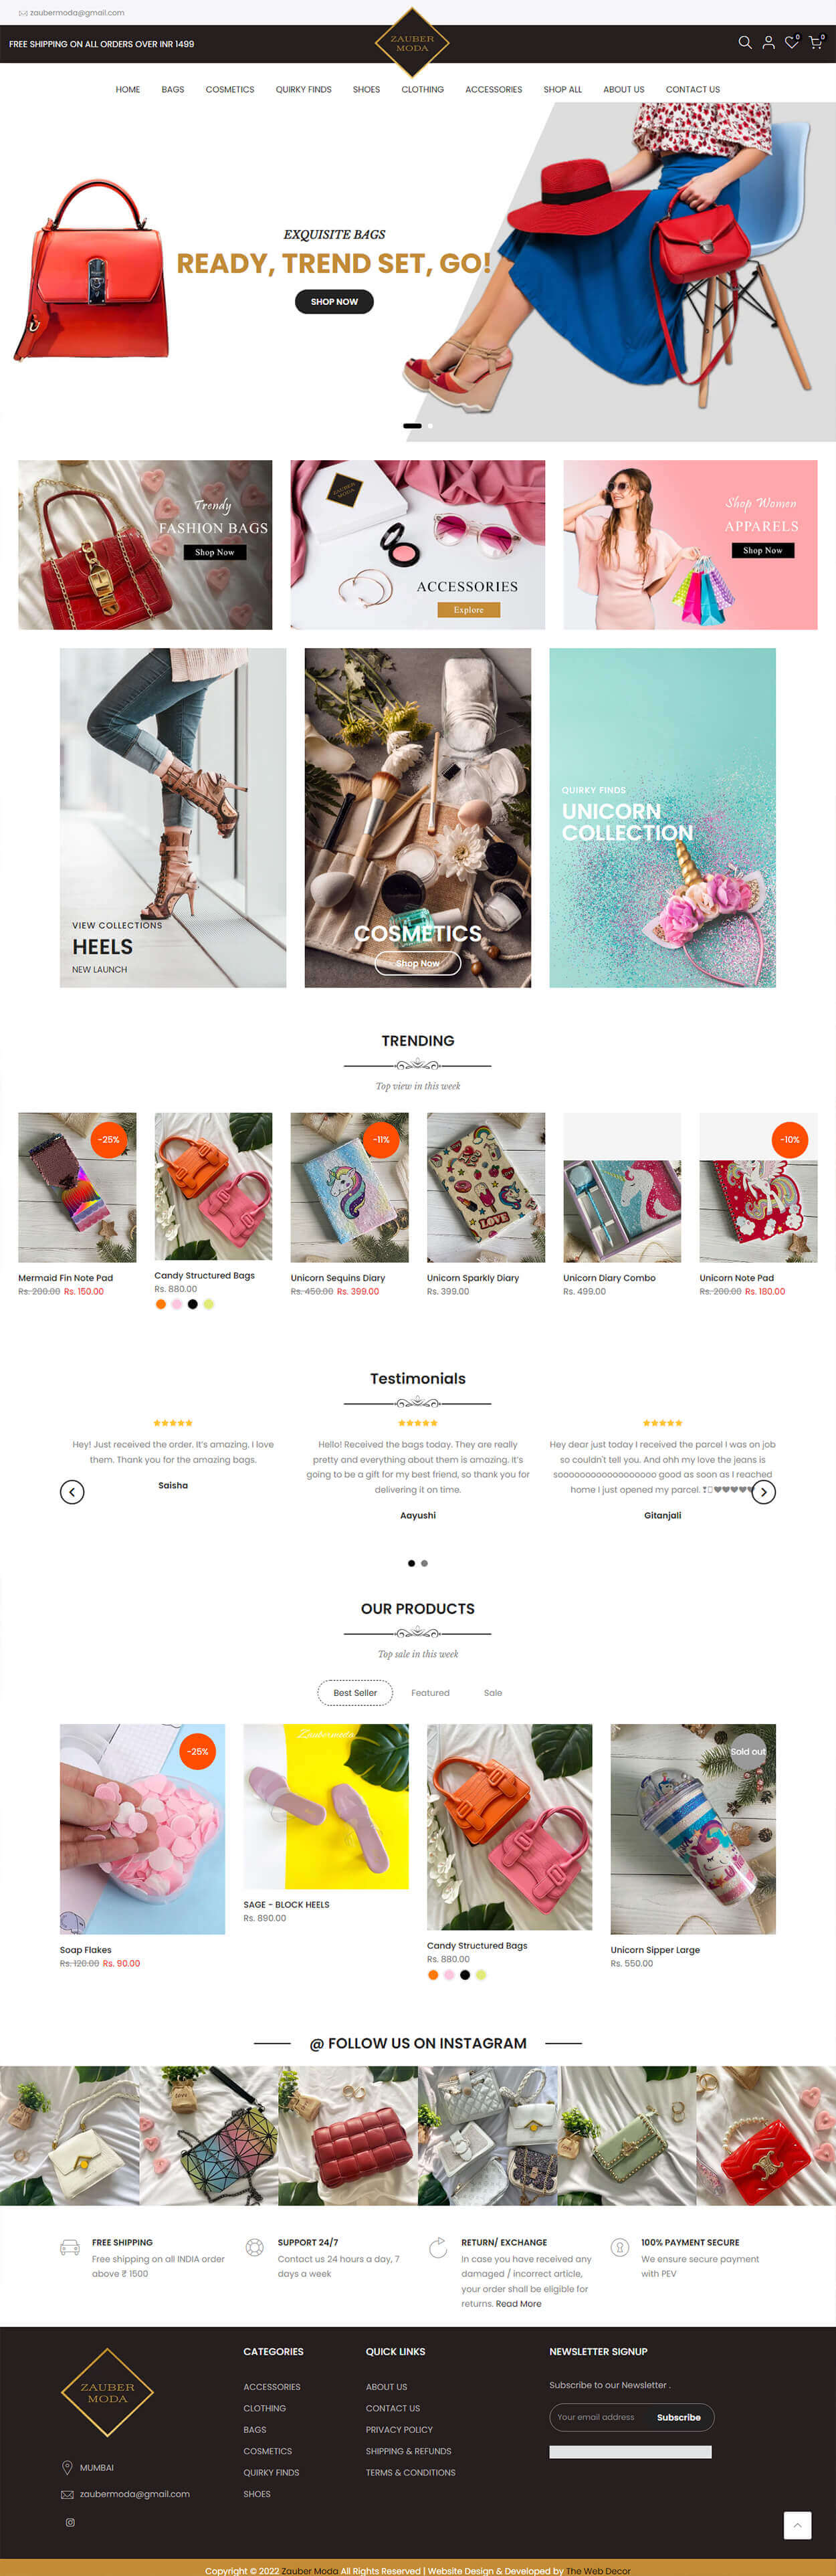 zaubermoda@gmail.com
FREE SHIPPING ON ALL ORDERS OVER INR 1499
ZAUBER
MODA
0
0
HOME BAGS COSMETICS QUIRKY FINDS SHOES CLOTHING ACCESSORIES SHOP ALL ABOUT US CONTACT US
EXQUISITE BAGS
READY, TREND SET, GO!
SHOP NOW
Trendy
FASHION BAGS
Shop Now
ZAUBER
MODA
ACCESSORIES
Explore
Shop Women
APPARELS
Shop Now
VIEW COLLECTIONS
HEELS
NEW LAUNCH
COSMETICS
Shop Now
QUIRKY FINDS
UNICORN
COLLECTION
TRENDING
Top view in this week
-25%
-11%
LOVE
-10%
Mermaid Fin Note Pad
Rs. 200.00 Rs. 150.00
Candy Structured Bags
Rs. 880.00
Unicorn Sequins Diary
Rs. 450.00 Rs. 399.00
Unicorn Sparkly Diary
Rs. 399.00
Unicorn Diary Combo
Rs. 499.00
Unicorn Note Pad
Rs. 200.00 Rs. 180.00
Testimonials
Hey! Just received the order. It's amazing. I love
them. Thank you for the amazing bags.
Saisha
Hello! Received the bags today. They are really
pretty and everything about them is amazing. It's
going to be a gift for my best friend, so thank you for
delivering it on time.
Aayushi
Hey dear just today I received the parcel I was on job
so couldn't tell you. And ohh my love the jeans is
soooooooooooooooooo good as soon as I reached
home I just opened my parcel.
Gitanjali
OUR PRODUCTS
Top sale in this week
Best Seller Featured Sale
-25%
Zaubermoda
Sold out
Soap Flakes
Rs. 120.00 Rs. 90.00
SAGE - BLOCK HEELS
Rs. 890.00
Candy Structured Bags
Rs. 880.00
Unicorn Sipper Large
Rs. 550.00
@ FOLLOW US ON INSTAGRAM
FREE SHIPPING
Free shipping on all INDIA order
above ₹ 1500
SUPPORT 24/7
Contact us 24 hours a day, 7
days a week
RETURN/ EXCHANGE
In case you have received any
damaged / incorrect article,
your order shall be eligible for
returns. Read More
100% PAYMENT SECURE
We ensure secure payment
with PEV
ZAUBER
MODA
MUMBAI
zaubermoda@gmail.com
CATEGORIES
ACCESSORIES
CLOTHING
BAGS
COSMETICS
QUIRKY FINDS
SHOES
QUICK LINKS
ABOUT US
CONTACT US
PRIVACY POLICY
SHIPPING & REFUNDS
TERMS & CONDITIONS
NEWSLETTER SIGNUP
Subscribe to our Newsletter .
Your email address Subscribe
Copyright © 2022 Zauber Moda All Rights Reserved | Website Design & Developed by The Web Decor